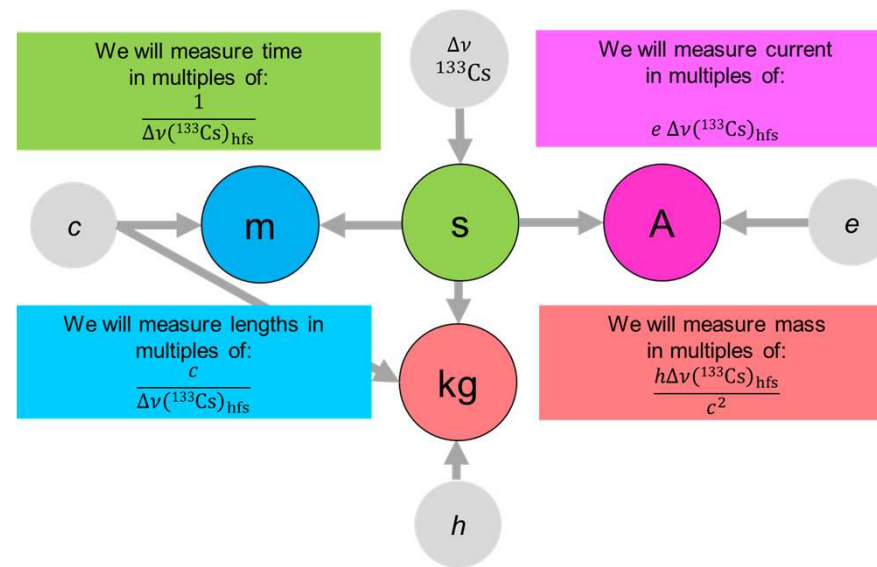 We will measure time
in multiples of:
1
Δν(¹³³Cs)hfs
Δν
¹³³Cs
We will measure current
in multiples of:
e Δν(¹³³Cs)hfs
c
m
s
A
e
We will measure lengths in
multiples of:
c
Δν(¹³³Cs)hfs
kg
We will measure mass
in multiples of:
hΔν(¹³³Cs)hfs
c²
h